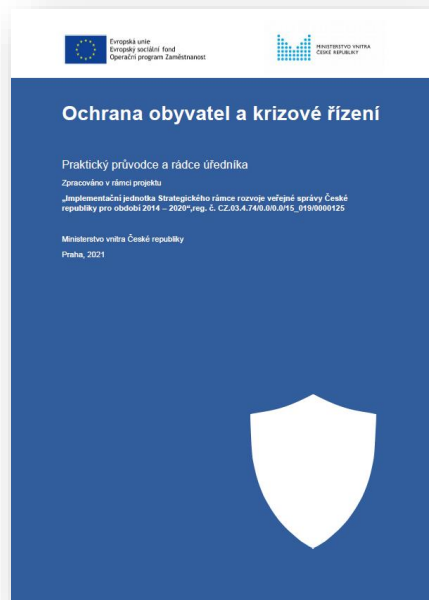 Evropská unie
Evropský sociální fond
Operační program Zaměstnanost
MINISTERSTVO VNITRA
ČESKÉ REPUBLIKY
Ochrana obyvatel a krizové řízení
Praktický průvodce a rádce úředníka
Zpracováno v rámci projektu
„Implementační jednotka Strategického rámce rozvoje veřejné správy České
republiky pro období 2014 – 2020“,reg. č. CZ.03.4.74/0.0/0.0/15_019/0000125
Ministerstvo vnitra České republiky
Praha, 2021